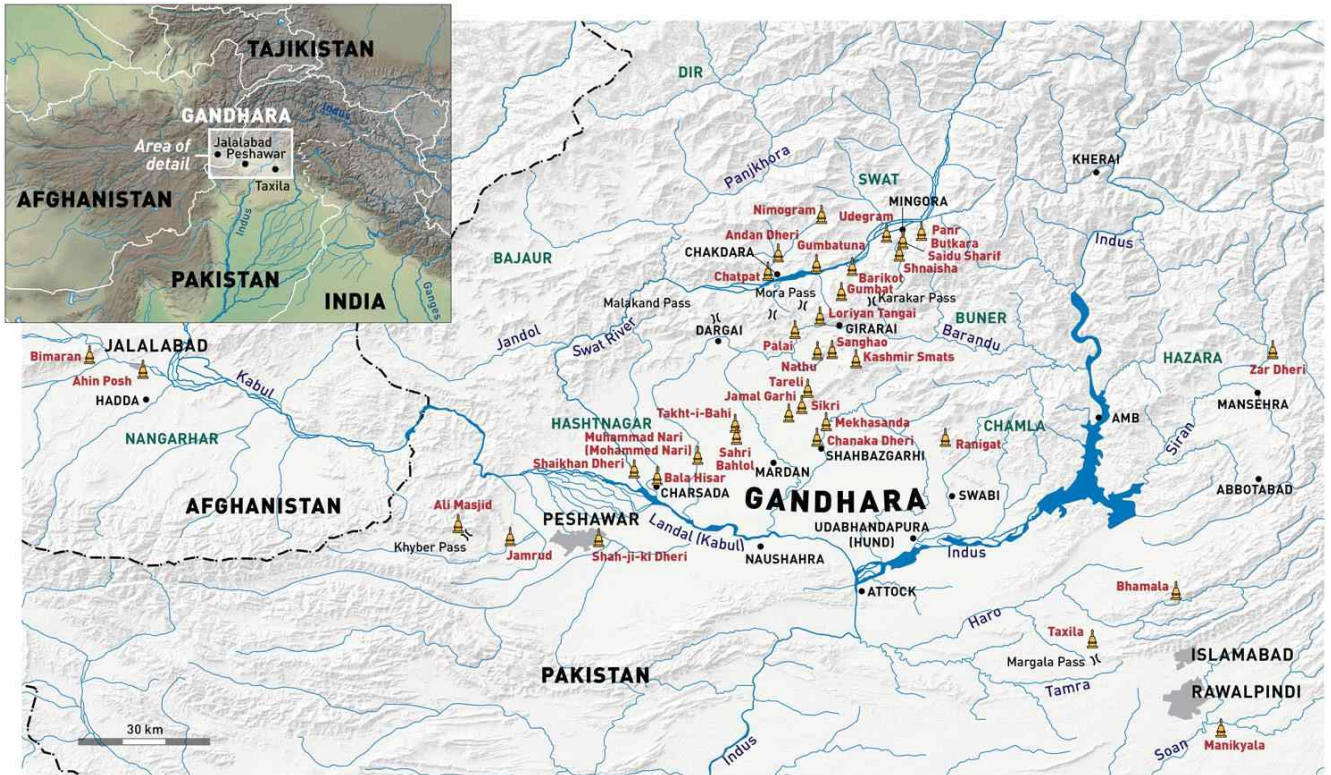 TAJIKISTAN
GANDHARA
Indus
Area of
detail
Jalalabad
Peshawar
Taxila
AFGHANISTAN
Indus
PAKISTAN
INDIA
Ganges
DIR
KHERAI
Panjkhora
SWAT
MINGORA
Nimogram
Udegram
Panr
Andan Dheri
Gumbatuna
Butkara
Saidu Sharif
Indus
CHAKDARA
Shnaisha
BAJAUR
Chatpat
Barikot
Gumbat
Mora Pass
Karakar Pass
Malakand Pass
Loriyan Tangai
BUNER
DARGAI
GIRARAI
Barandu
Jandol
Swat River
Palai
Sanghao
HAZARA
Bimaran
JALALABAD
Nathu
Kashmir Smats
Zar Dheri
Ahin Posh
Kabul
Tareli
HADDA
Jamal Garhi
Sikri
MANSEHRA
Takht-i-Bahi
Mekhasanda
AMB
NANGARHAR
HASHTNAGAR
CHAMLA
Siran
Muhammad Nari
(Mohammed Nari)
Sahri
Bahlol
Chanaka Dheri
Ranigat
SHAHBAZGARHI
Shaikhan Dheri
Bala Hisar
MARDAN
CHARSADA
GANDHARA
SWABI
ABBOTABAD
AFGHANISTAN
Ali Masjid
PESHAWAR
Landal (Kabul)
UDABHANDAPURA
(HUND)
Khyber Pass
Jamrud
Shah-ji-ki Dheri
NAUSHAHRA
Indus
ATTOCK
Bhamala
Haro
Taxila
PAKISTAN
Margala Pass
ISLAMABAD
Tamra
RAWALPINDI
30 km
Indus
Soan
Manikyala